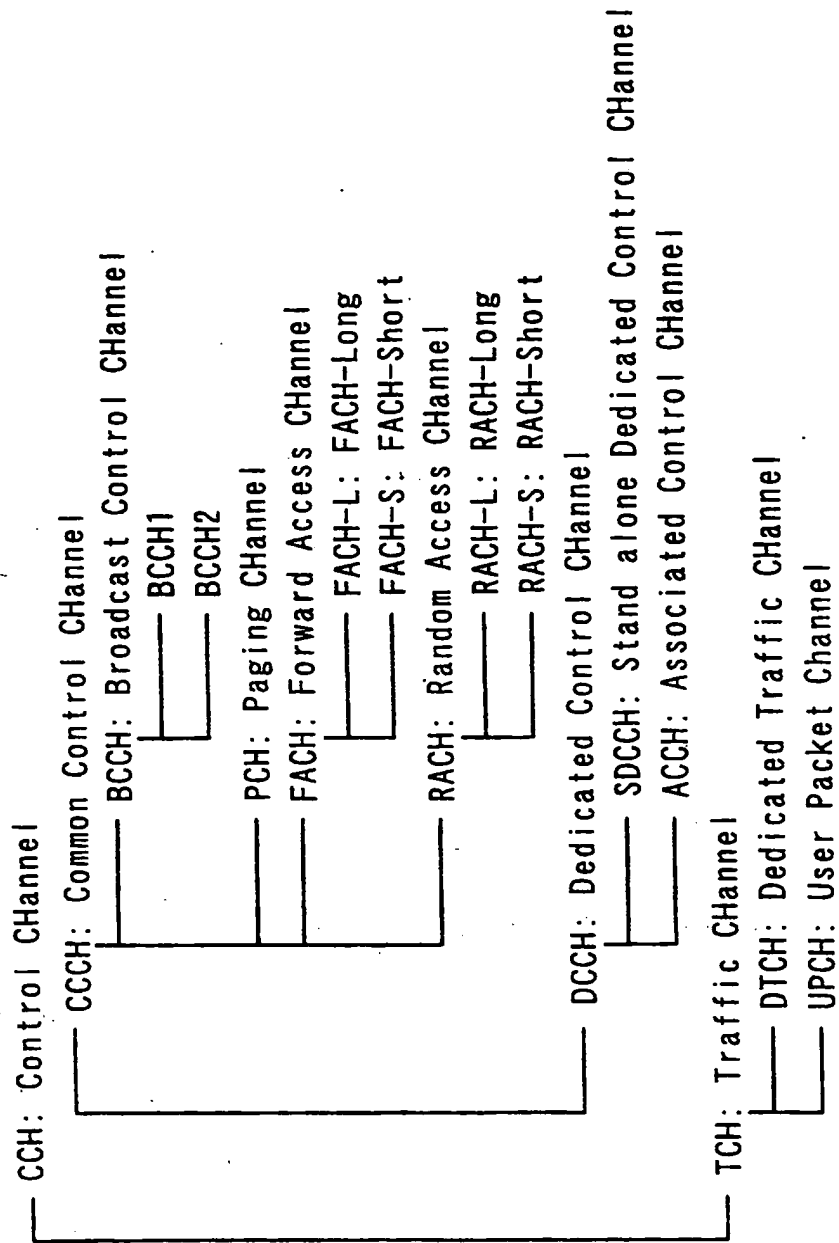 CCH: Control CHannel
CCCH: Common Control CHannel
BCCH: Broadcast Control CHannel
BCCH1
BCCH2
PCH: Paging CHannel
FACH: Forward Access CHannel
FACH-L: FACH-Long
FACH-S: FACH-Short
RACH: Random Access CHannel
RACH-L: RACH-Long
RACH-S: RACH-Short
DCCH: Dedicated Control CHannel
SDCCH: Stand alone Dedicated Control CHannel
ACCH: Associated Control CHannel
TCH: Traffic CHannel
DTCH: Dedicated Traffic CHannel
UPCH: User Packet Channel